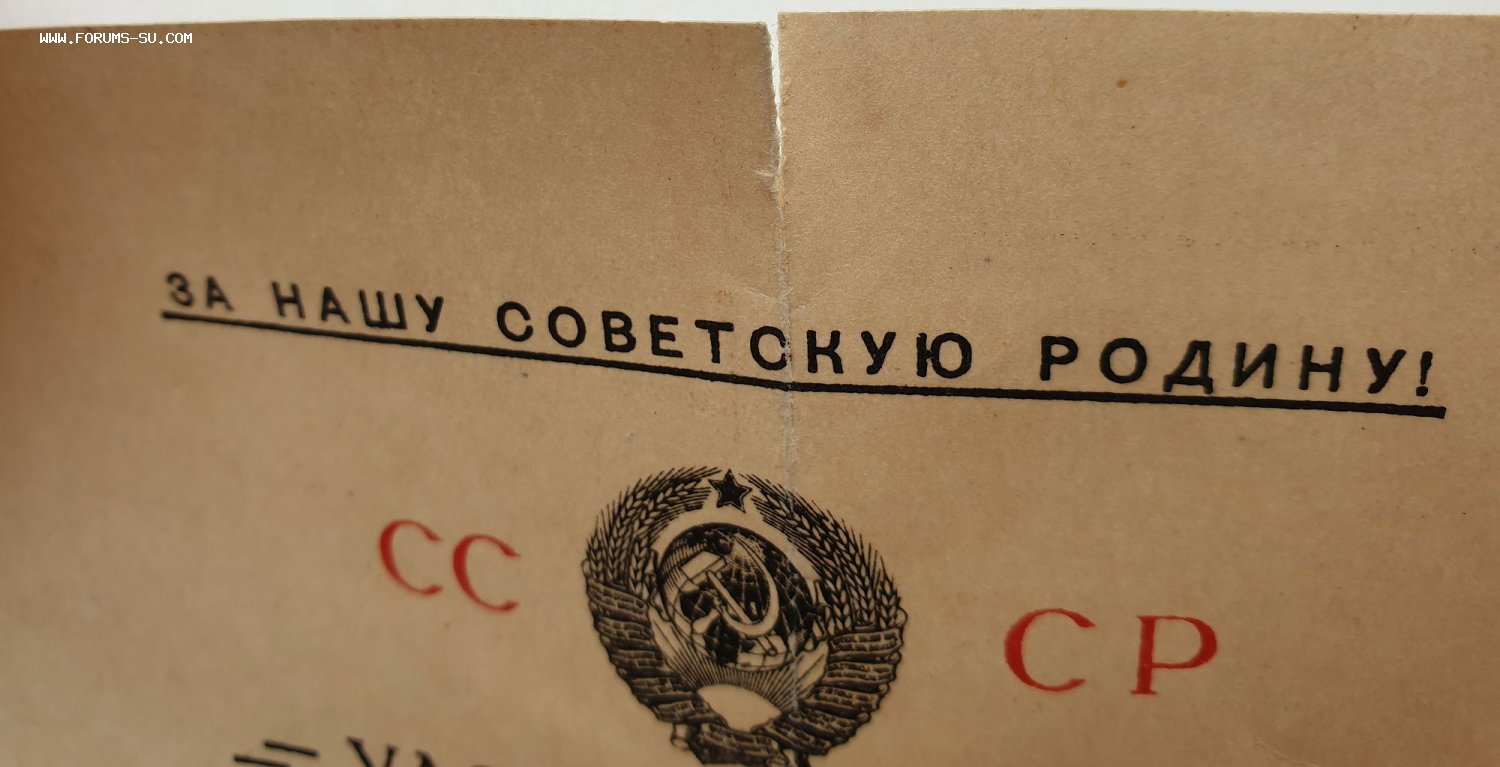 WWW.FORUMS-SU.COM
ЗА НАШУ СОВЕТСКУЮ РОДИНУ!
СС СР